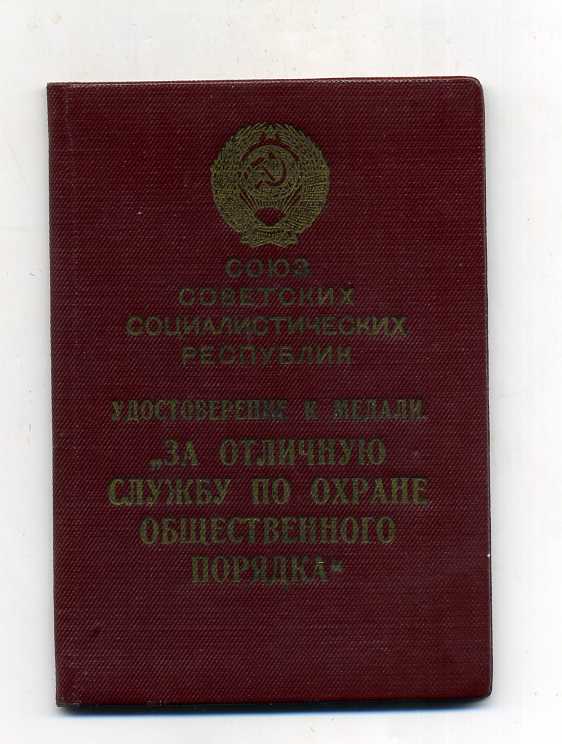 СОЮЗ
СОВЕТСКИХ
СОЦИАЛИСТИЧЕСКИХ
РЕСПУБЛИК
УДОСТОВЕРЕНИЕ К МЕДАЛИ
„ЗА ОТЛИЧНУЮ
СЛУЖБУ ПО ОХРАНЕ
ОБЩЕСТВЕННОГО
ПОРЯДКА“